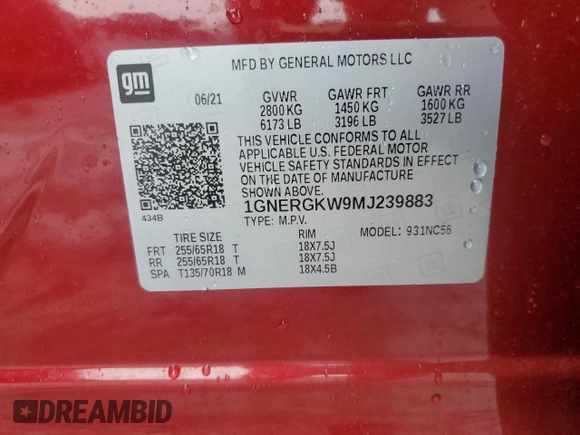 MFD BY GENERAL MOTORS LLC
gm
06/21
GVWR GAWR FRT GAWR RR
2800 KG 1450 KG 1600 KG
6173 LB 3196 LB 3527 LB
THIS VEHICLE CONFORMS TO ALL
APPLICABLE U.S. FEDERAL MOTOR
VEHICLE SAFETY STANDARDS IN EFFECT
ON THE DATE OF MANUFACTURE
SHOWN ABOVE.
434B
1GNERGKW9MJ239883
TYPE: M.P.V.
TIRE SIZE RIM MODEL: 931NC56
FRT 255/65R18 T 18X7.5J
RR 255/65R18 T 18X7.5J
SPA T135/70R18 M 18X4.5B
DREAMBID